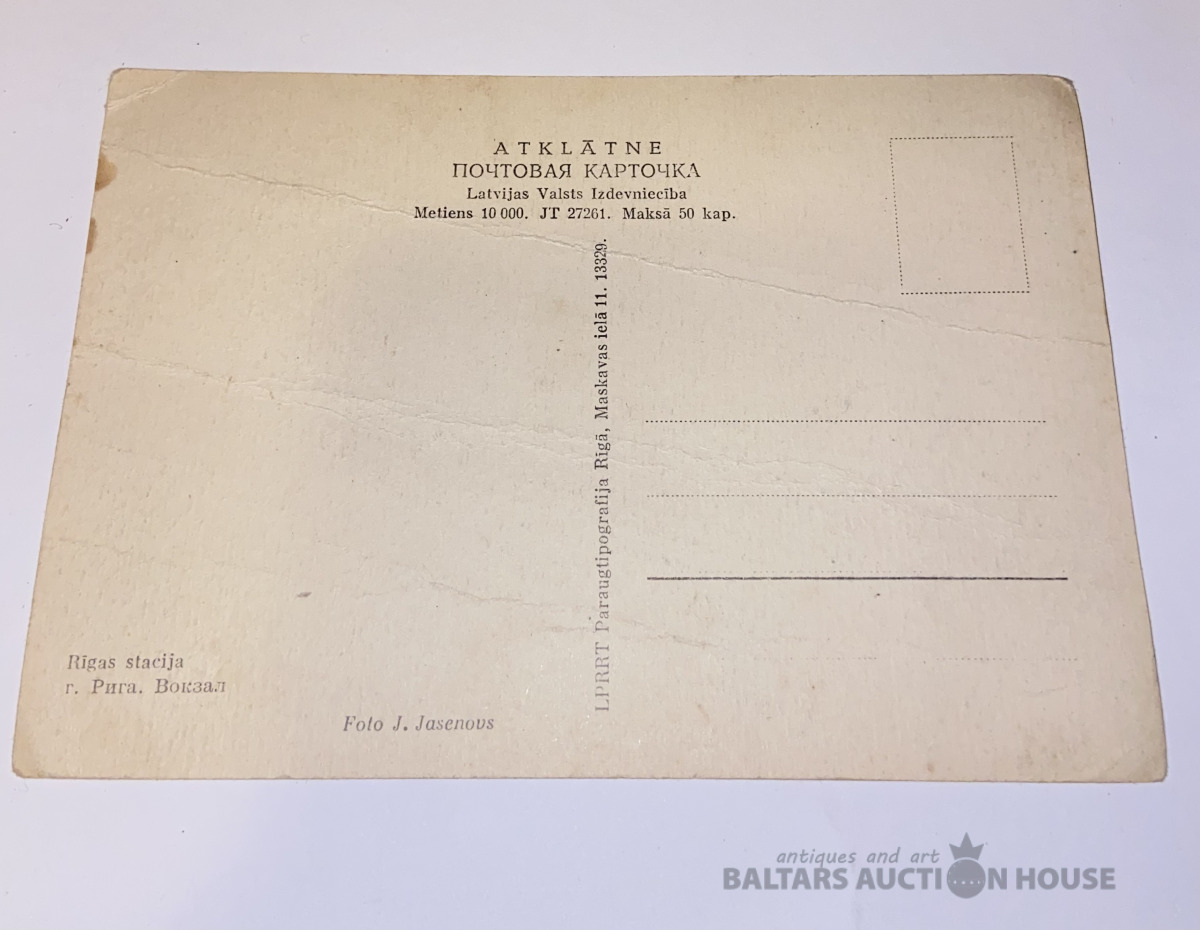 ATKLĀTNE
ПОЧТОВАЯ КАРТОЧКА
Latvijas Valsts Izdevniecība
Metiens 10 000. JT 27261. Maksā 50 kap.
LPRRT Paraugtipografija Rīgā, Maskavas ielā 11. 13329.
Rīgas stacija
г. Рига. Вокзал
Foto J. Jasenovs
antiques and art
BALTARS AUCTION HOUSE